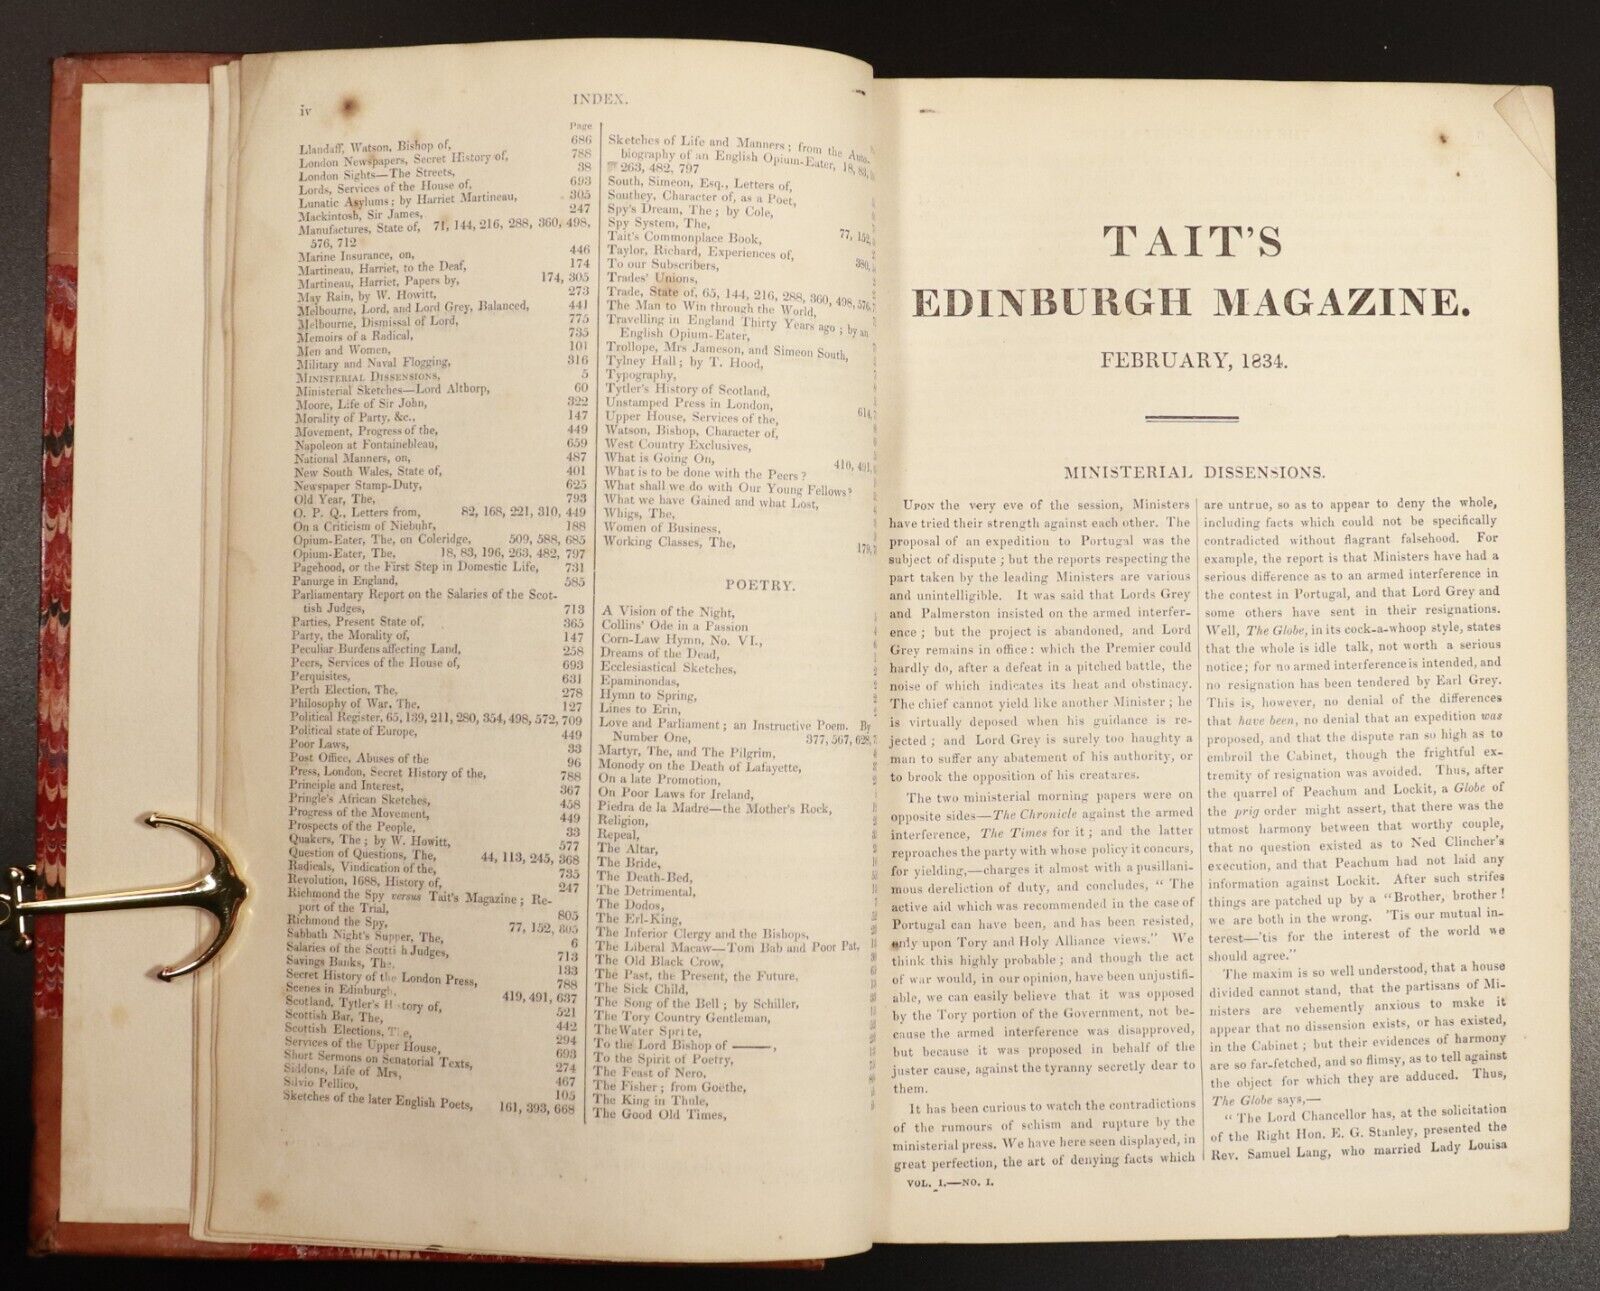 iv
INDEX.
Page
Llandaff, Watson, Bishop of, 686
London Newspapers, Secret History of, 788
London Sights—The Streets, 38
Lords, Services of the House of, 693
Lunatic Asylums; by Harriet Martineau, 305
Mackintosh, Sir James, 247
Manufactures, State of, 71, 144, 216, 288, 360, 498,
576, 712
Marine Insurance, on, 446
Martineau, Harriet, to the Deaf, 174
Martineau, Harriet, Papers by, 174, 305
May Rain, by W. Howitt, 273
Melbourne, Lord, and Lord Grey, Balanced, 441
Melbourne, Dismissal of Lord, 775
Memoirs of a Radical, 735
Men and Women, 101
Military and Naval Flogging, 316
MINISTERIAL DISSENSIONS, 5
Ministerial Sketches—Lord Althorp, 60
Moore, Life of Sir John, 322
Morality of Party, &c., 147
Movement, Progress of the, 449
Napoleon at Fontainebleau, 659
National Manners, on, 487
New South Wales, State of, 401
Newspaper Stamp-Duty, 625
Old Year, The, 793
O. P. Q., Letters from, 82, 168, 221, 310, 449
On a Criticism of Niebuhr, 188
Opium-Eater, The, on Coleridge, 509, 588, 685
Opium-Eater, The, 18, 83, 196, 263, 482, 797
Pagehood, or the First Step in Domestic Life, 731
Panurge in England, 585
Parliamentary Report on the Salaries of the Scot-
tish Judges, 713
Parties, Present State of, 365
Party, the Morality of, 147
Peculiar Burdens affecting Land, 258
Peers, Services of the House of, 693
Perquisites, 631
Perth Election, The, 278
Philosophy of War, The, 127
Political Register, 65, 139, 211, 280, 354, 498, 572, 709
Political state of Europe, 449
Poor Laws, 33
Post Office, Abuses of the 96
Press, London, Secret History of the, 788
Principle and Interest, 367
Pringle's African Sketches, 458
Progress of the Movement, 449
Prospects of the People, 33
Quakers, The; by W. Howitt, 577
Question of Questions, The, 44, 113, 245, 368
Radicals, Vindication of the, 735
Revolution, 1688, History of, 247
Richmond the Spy versus Tait's Magazine; Re-
port of the Trial, 805
Richmond the Spy, 77, 152, 805
Sabbath Night's Supper, The, 6
Salaries of the Scotti h Judges, 713
Savings Banks, The, 133
Secret History of the London Press, 788
Scenes in Edinburgh, 419, 491, 637
Scotland, Tytler's H story of, 521
Scottish Bar, The, 442
Scottish Elections, The, 294
Services of the Upper House, 693
Short Sermons on Senatorial Texts, 274
Siddons, Life of Mrs, 467
Silvio Pellico, 105
Sketches of the later English Poets, 161, 393, 668
Sketches of Life and Manners; from the Auto-
biography of an English Opium-Eater, 18, 83,
263, 482, 797
South, Simeon, Esq., Letters of,
Southey, Character of, as a Poet,
Spy's Dream, The; by Cole,
Spy System, The,
Tait's Commonplace Book, 77, 152,
Taylor, Richard, Experiences of,
To our Subscribers, 380,
Trades' Unions,
Trade, State of, 65, 144, 216, 288, 360, 498, 576,
The Man to Win through the World,
Travelling in England Thirty Years ago; by an
English Opium-Eater,
Trollope, Mrs Jameson, and Simeon South,
Tylney Hall; by T. Hood,
Typography,
Tytler's History of Scotland,
Unstamped Press in London,
Upper House, Services of the, 614,
Watson, Bishop, Character of,
West Country Exclusives,
What is Going On, 410, 491,
What is to be done with the Peers?
What shall we do with Our Young Fellows?
What we have Gained and what Lost,
Whigs, The,
Women of Business,
Working Classes, The, 179,
POETRY.
A Vision of the Night,
Collins' Ode in a Passion
Corn-Law Hymn, No. VI.,
Dreams of the Dead,
Ecclesiastical Sketches,
Epaminondas,
Hymn to Spring,
Lines to Erin,
Love and Parliament; an Instructive Poem. By
Number One, 377, 567, 628,
Martyr, The, and The Pilgrim,
Monody on the Death of Lafayette,
On a late Promotion,
On Poor Laws for Ireland,
Piedra de la Madre—the Mother's Rock,
Religion,
Repeal,
The Altar,
The Bride,
The Death-Bed,
The Detrimental,
The Dodos,
The Erl-King,
The Inferior Clergy and the Bishops,
The Liberal Macaw—Tom Bab and Poor Pat,
The Old Black Crow,
The Past, the Present, the Future,
The Sick Child,
The Song of the Bell; by Schiller,
The Tory Country Gentleman,
The Water Sprite,
To the Lord Bishop of ———,
To the Spirit of Poetry,
The Feast of Nero,
The Fisher; from Goëthe,
The King in Thule,
The Good Old Times,
TAIT'S
EDINBURGH MAGAZINE.
FEBRUARY, 1834.
MINISTERIAL DISSENSIONS.
UPON the very eve of the session, Ministers
have tried their strength against each other. The
proposal of an expedition to Portugal was the
subject of dispute; but the reports respecting the
part taken by the leading Ministers are various
and unintelligible. It was said that Lords Grey
and Palmerston insisted on the armed interfer-
ence; but the project is abandoned, and Lord
Grey remains in office: which the Premier could
hardly do, after a defeat in a pitched battle, the
noise of which indicates its heat and obstinacy.
The chief cannot yield like another Minister; he
is virtually deposed when his guidance is re-
jected; and Lord Grey is surely too haughty a
man to suffer any abatement of his authority, or
to brook the opposition of his creatures.
The two ministerial morning papers were on
opposite sides—The Chronicle against the armed
interference, The Times for it; and the latter
reproaches the party with whose policy it concurs,
for yielding,—charges it almost with a pusillani-
mous dereliction of duty, and concludes, "The
active aid which was recommended in the case of
Portugal can have been, and has been resisted,
only upon Tory and Holy Alliance views." We
think this highly probable; and though the act
of war would, in our opinion, have been unjustifi-
able, we can easily believe that it was opposed
by the Tory portion of the Government, not be-
cause the armed interference was disapproved,
but because it was proposed in behalf of the
juster cause, against the tyranny secretly dear to
them.
It has been curious to watch the contradictions
of the rumours of schism and rupture by the
ministerial press. We have here seen displayed, in
great perfection, the art of denying facts which
VOL. I.—NO. I.
are untrue, so as to appear to deny the whole,
including facts which could not be specifically
contradicted without flagrant falsehood. For
example, the report is that Ministers have had a
serious difference as to an armed interference in
the contest in Portugal, and that Lord Grey and
some others have sent in their resignations.
Well, The Globe, in its cock-a-whoop style, states
that the whole is idle talk, not worth a serious
notice; for no armed interference is intended, and
no resignation has been tendered by Earl Grey.
This is, however, no denial of the differences
that have been, no denial that an expedition was
proposed, and that the dispute ran so high as to
embroil the Cabinet, though the frightful ex-
tremity of resignation was avoided. Thus, after
the quarrel of Peachum and Lockit, a Globe of
the prig order might assert, that there was the
utmost harmony between that worthy couple,
that no question existed as to Ned Clincher's
execution, and that Peachum had not laid any
information against Lockit. After such strifes
things are patched up by a "Brother, brother!
we are both in the wrong. 'Tis our mutual in-
terest—'tis for the interest of the world we
should agree."
The maxim is so well understood, that a house
divided cannot stand, that the partisans of Mi-
nisters are vehemently anxious to make it
appear that no dissension exists, or has existed,
in the Cabinet; but their evidences of harmony
are so far-fetched, and so flimsy, as to tell against
the object for which they are adduced. Thus,
The Globe says,—
"The Lord Chancellor has, at the solicitation
of the Right Hon. E. G. Stanley, presented the
Rev. Samuel Lang, who married Lady Louisa